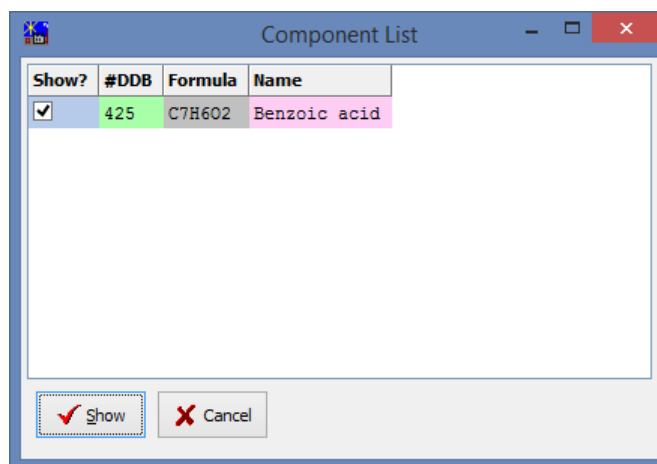 Component List
Show? #DDB Formula Name
425 C7H6O2 Benzoic acid
Show Cancel